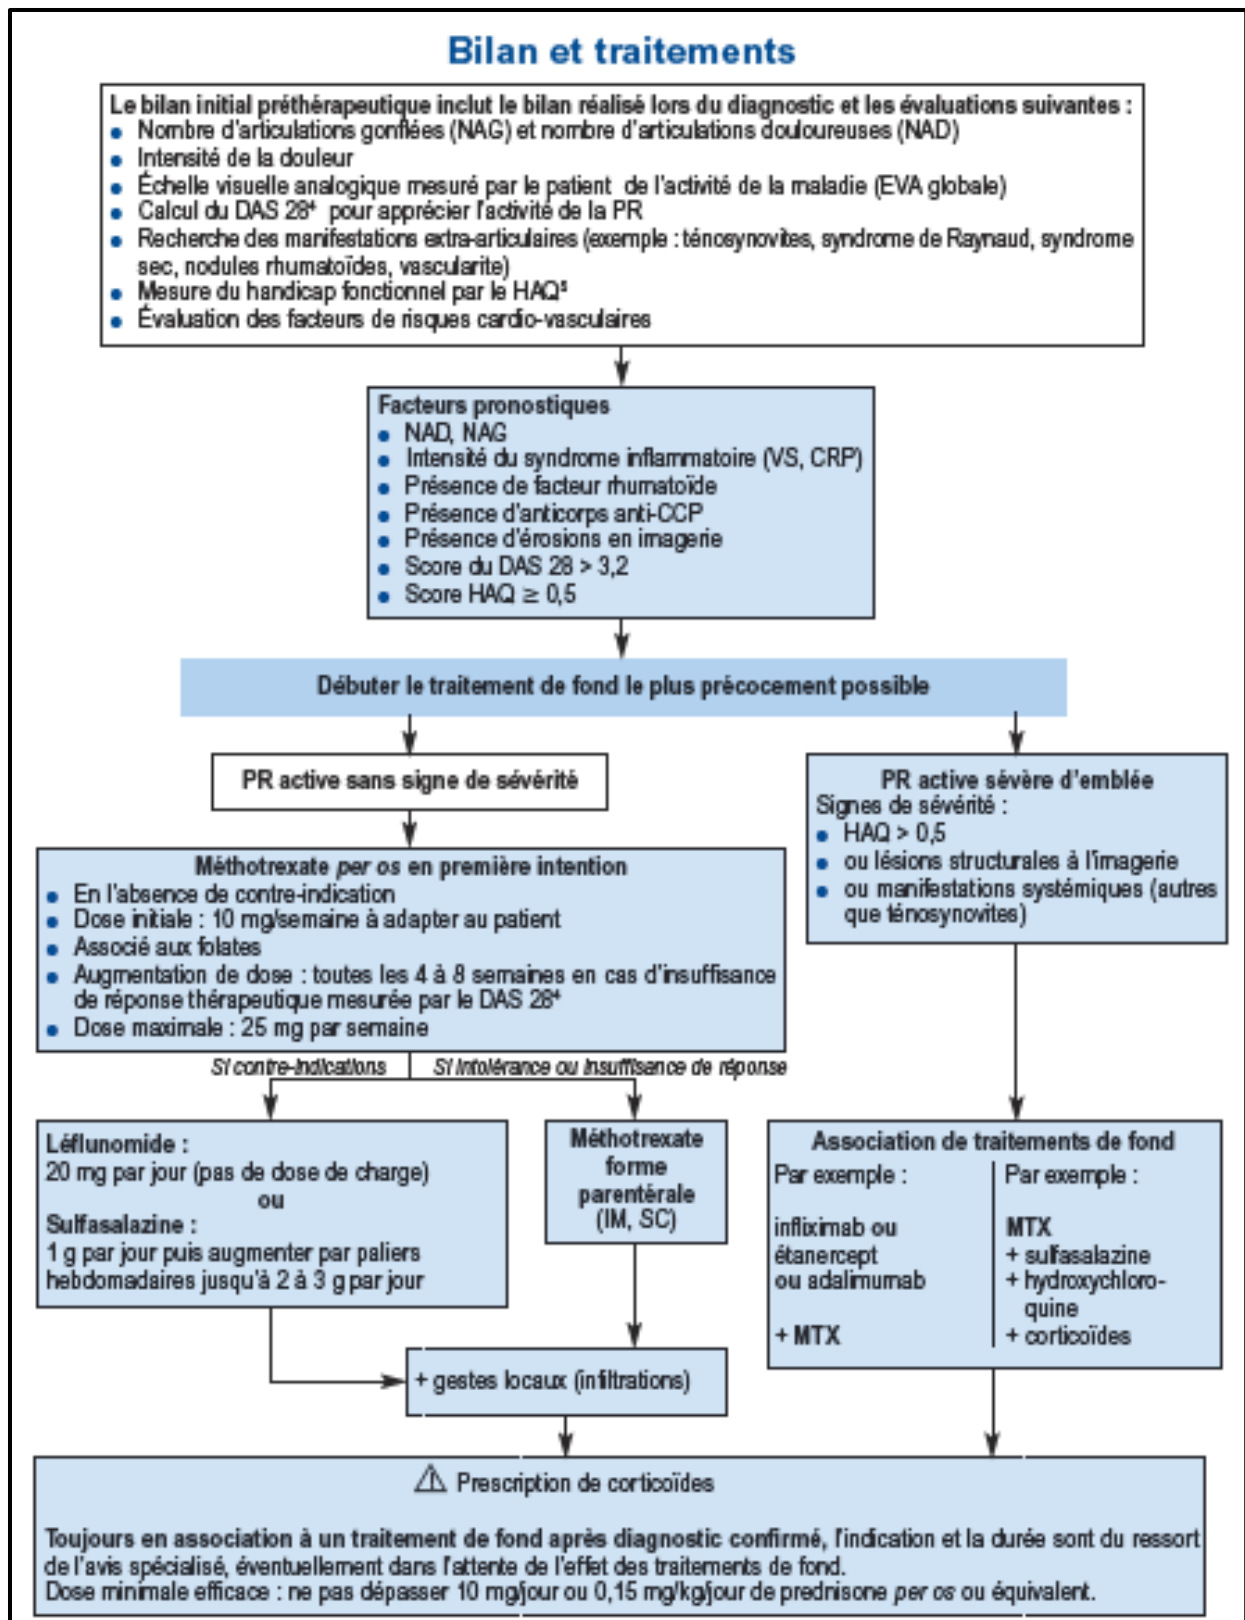 Bilan et traitements
Le bilan initial préthérapeutique inclut le bilan réalisé lors du diagnostic et les évaluations suivantes :
● Nombre d'articulations gonflées (NAG) et nombre d'articulations douloureuses (NAD)
● Intensité de la douleur
● Échelle visuelle analogique mesuré par le patient de l'activité de la maladie (EVA globale)
● Calcul du DAS 28⁴ pour apprécier l'activité de la PR
● Recherche des manifestations extra-articulaires (exemple : ténosynovites, syndrome de Raynaud, syndrome
sec, nodules rhumatoïdes, vascularite)
● Mesure du handicap fonctionnel par le HAQ⁵
● Évaluation des facteurs de risques cardio-vasculaires
Facteurs pronostiques
● NAD, NAG
● Intensité du syndrome inflammatoire (VS, CRP)
● Présence de facteur rhumatoïde
● Présence d'anticorps anti-CCP
● Présence d'érosions en imagerie
● Score du DAS 28 > 3,2
● Score HAQ ≥ 0,5
Débuter le traitement de fond le plus précocement possible
PR active sans signe de sévérité
Méthotrexate per os en première intention
● En l'absence de contre-indication
● Dose initiale : 10 mg/semaine à adapter au patient
● Associé aux folates
● Augmentation de dose : toutes les 4 à 8 semaines en cas d'insuffisance
de réponse thérapeutique mesurée par le DAS 28⁴
● Dose maximale : 25 mg par semaine
Si contre-indications
Si intolérance ou insuffisance de réponse
Léflunomide :
20 mg par jour (pas de dose de charge)
ou
Sulfasalazine :
1 g par jour puis augmenter par paliers
hebdomadaires jusqu'à 2 à 3 g par jour
Méthotrexate
forme
parentérale
(IM, SC)
+ gestes locaux (infiltrations)
PR active sévère d'emblée
Signes de sévérité :
● HAQ > 0,5
● ou lésions structurales à l'imagerie
● ou manifestations systémiques (autres
que ténosynovites)
Association de traitements de fond
Par exemple :
infliximab ou
étanercept
ou adalimumab
+ MTX
Par exemple :
MTX
+ sulfasalazine
+ hydroxychloro-
quine
+ corticoïdes
⚠ Prescription de corticoïdes
Toujours en association à un traitement de fond après diagnostic confirmé, l'indication et la durée sont du ressort
de l'avis spécialisé, éventuellement dans l'attente de l'effet des traitements de fond.
Dose minimale efficace : ne pas dépasser 10 mg/jour ou 0,15 mg/kg/jour de prednisone per os ou équivalent.